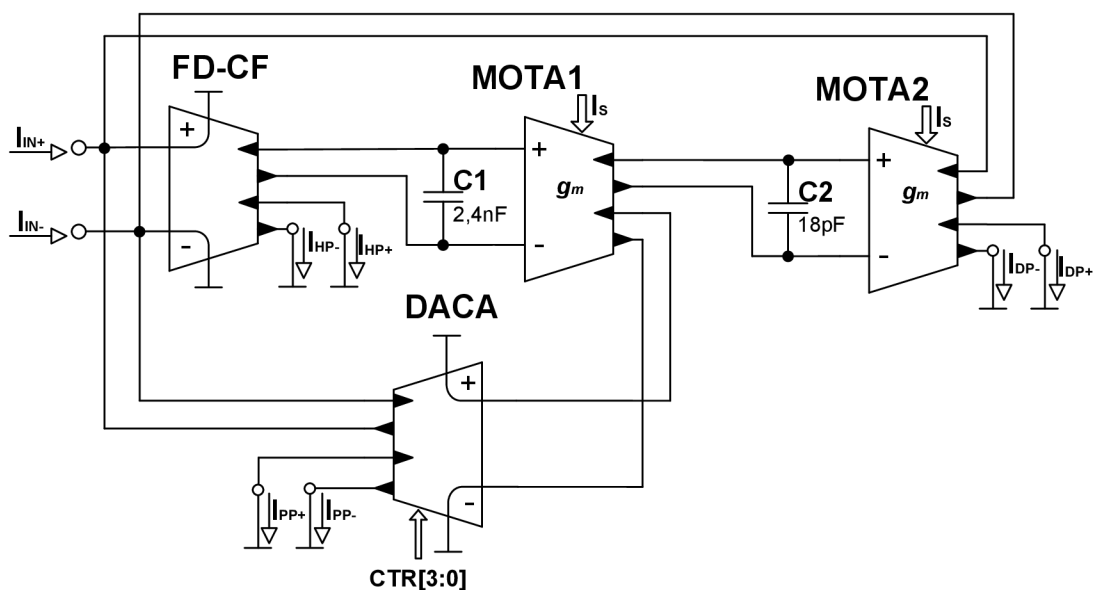 FD-CF
MOTA1
MOTA2
IS
IS
IIN+
+
+
+
C1
2,4nF
gm
C2
18pF
gm
IIN-
-
-
-
IHP-
IHP+
IDP-
IDP+
DACA
+
-
IPP+
IPP-
CTR[3:0]